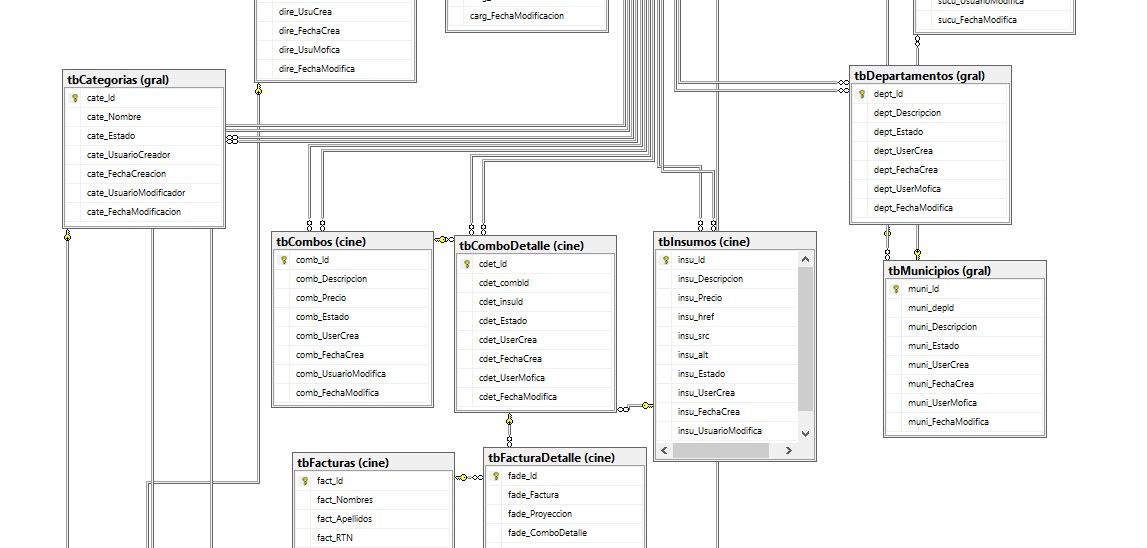 dire_UsuCrea
dire_FechaCrea
dire_UsuMofica
dire_FechaModifica
carg_FechaModificacion
sucu_UsuarioModifica
sucu_FechaModifica
tbCategorias (gral)
cate_Id
cate_Nombre
cate_Estado
cate_UsuarioCreador
cate_FechaCreacion
cate_UsuarioModificador
cate_FechaModificacion
tbDepartamentos (gral)
dept_Id
dept_Descripcion
dept_Estado
dept_UserCrea
dept_FechaCrea
dept_UserMofica
dept_FechaModifica
tbCombos (cine)
comb_Id
comb_Descripcion
comb_Precio
comb_Estado
comb_UserCrea
comb_FechaCrea
comb_UsuarioModifica
comb_FechaModifica
tbComboDetalle (cine)
cdet_Id
cdet_combId
cdet_insuId
cdet_Estado
cdet_UserCrea
cdet_FechaCrea
cdet_UserMofica
cdet_FechaModifica
tbInsumos (cine)
insu_Id
insu_Descripcion
insu_Precio
insu_href
insu_src
insu_alt
insu_Estado
insu_UserCrea
insu_FechaCrea
insu_UsuarioModifica
tbMunicipios (gral)
muni_Id
muni_depId
muni_Descripcion
muni_Estado
muni_UserCrea
muni_FechaCrea
muni_UserMofica
muni_FechaModifica
tbFacturas (cine)
fact_Id
fact_Nombres
fact_Apellidos
fact_RTN
tbFacturaDetalle (cine)
fade_Id
fade_Factura
fade_Proyeccion
fade_ComboDetalle